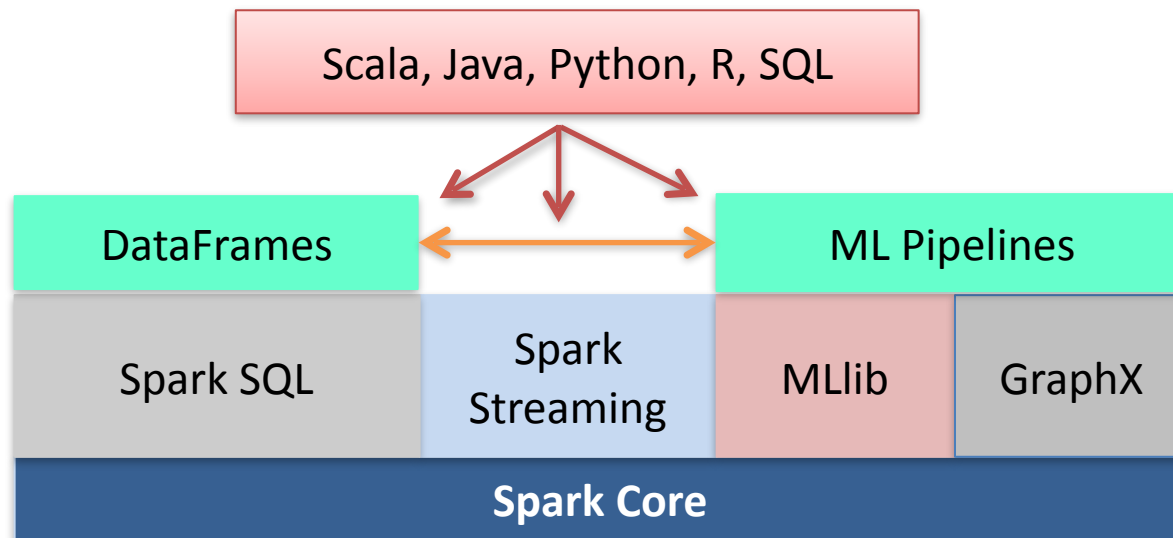 Scala, Java, Python, R, SQL
DataFrames
ML Pipelines
Spark SQL
Spark
Streaming
MLlib
GraphX
Spark Core